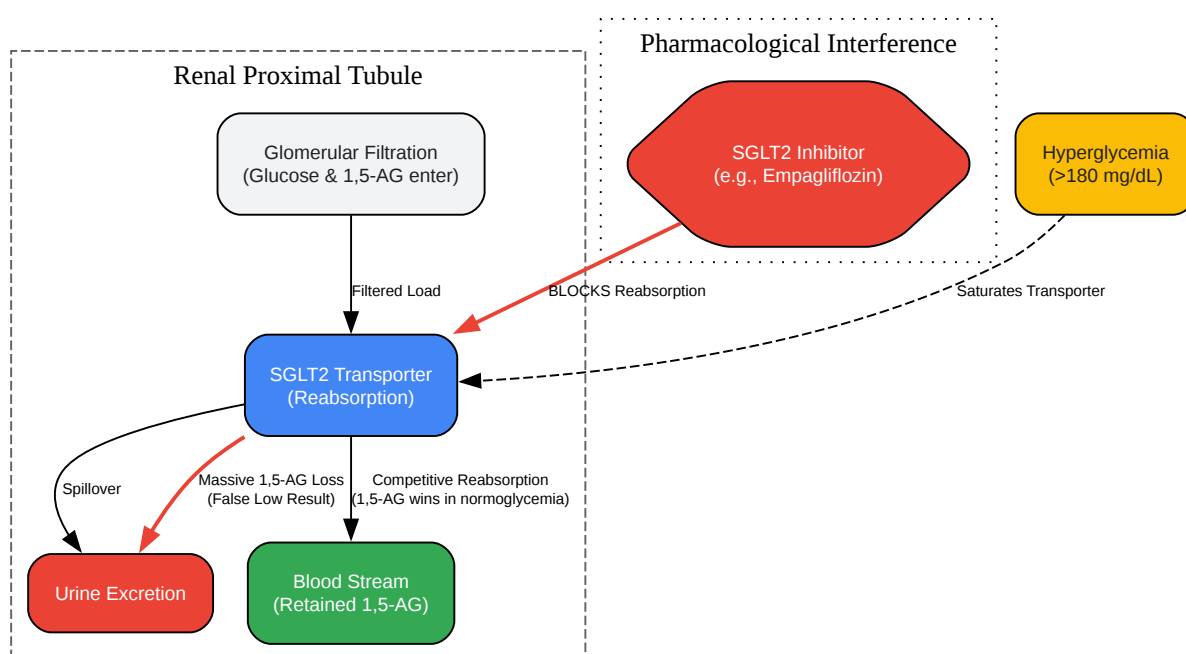 Pharmacological Interference
Renal Proximal Tubule
Glomerular Filtration
(Glucose & 1,5-AG enter)
SGLT2 Inhibitor
(e.g., Empagliflozin)
Hyperglycemia
(>180 mg/dL)
Filtered Load
BLOCKS Reabsorption
Saturates Transporter
SGLT2 Transporter
(Reabsorption)
Spillover
Massive 1,5-AG Loss
(False Low Result)
Competitive Reabsorption
(1,5-AG wins in normoglycemia)
Urine Excretion
Blood Stream
(Retained 1,5-AG)